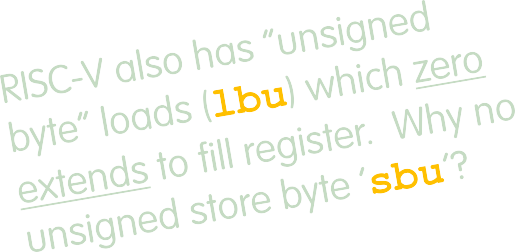 RISC-V also has “unsigned
byte” loads (lbu) which zero
extends to fill register. Why no
unsigned store byte ‘sbu’?